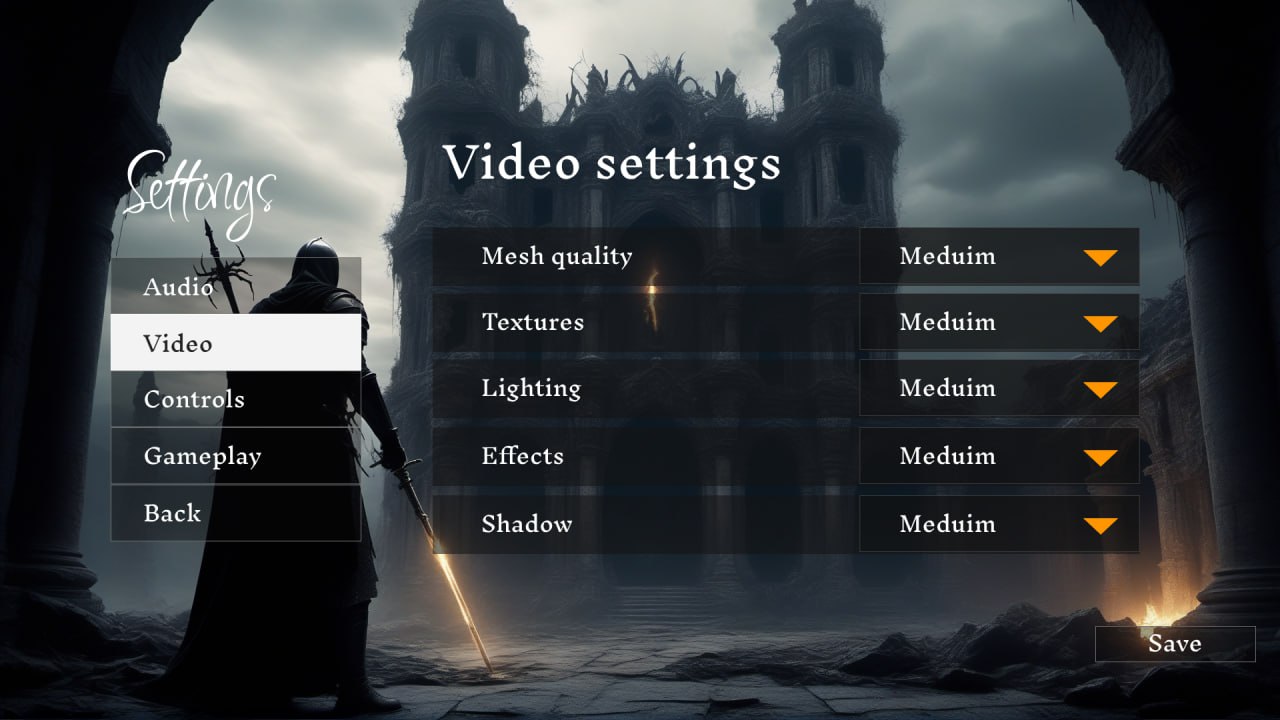 Settings
Audio
Video
Controls
Gameplay
Back
Video settings
Mesh quality Meduim
Textures Meduim
Lighting Meduim
Effects Meduim
Shadow Meduim
Save